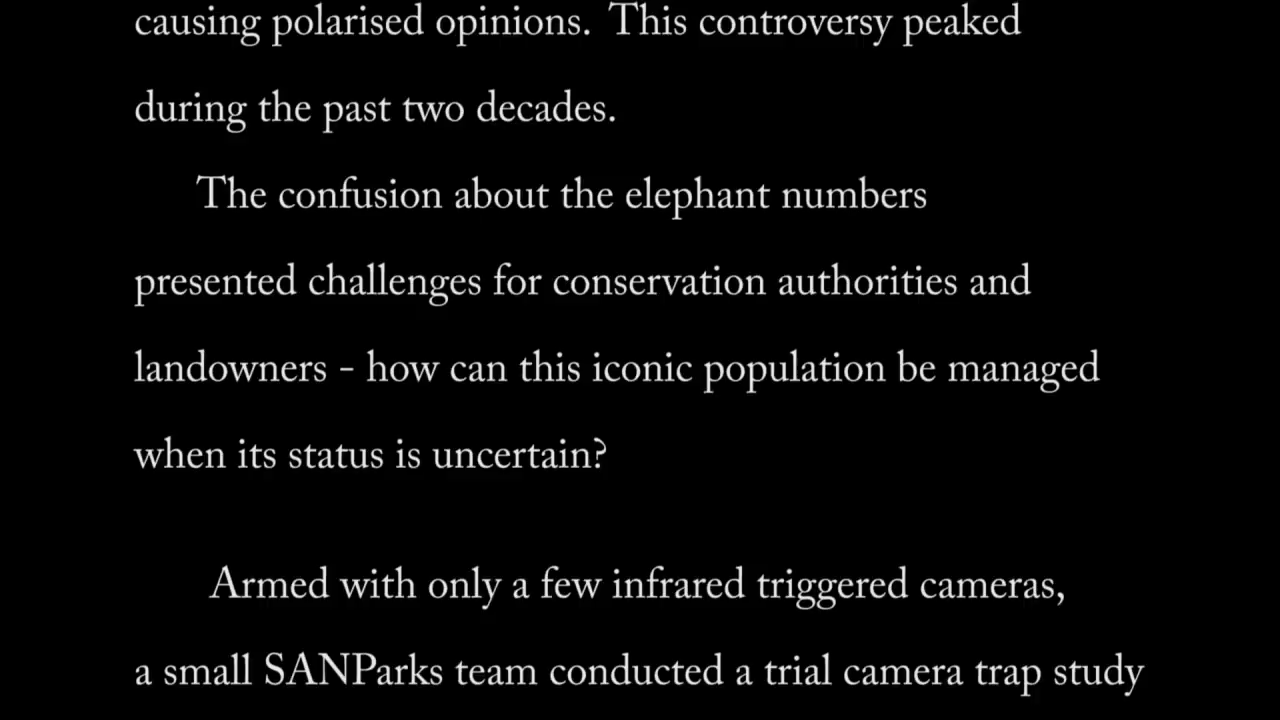 causing polarised opinions.  This controversy peaked
during the past two decades.
The confusion about the elephant numbers
presented challenges for conservation authorities and
landowners - how can this iconic population be managed
when its status is uncertain?
Armed with only a few infrared triggered cameras,
a small SANParks team conducted a trial camera trap study